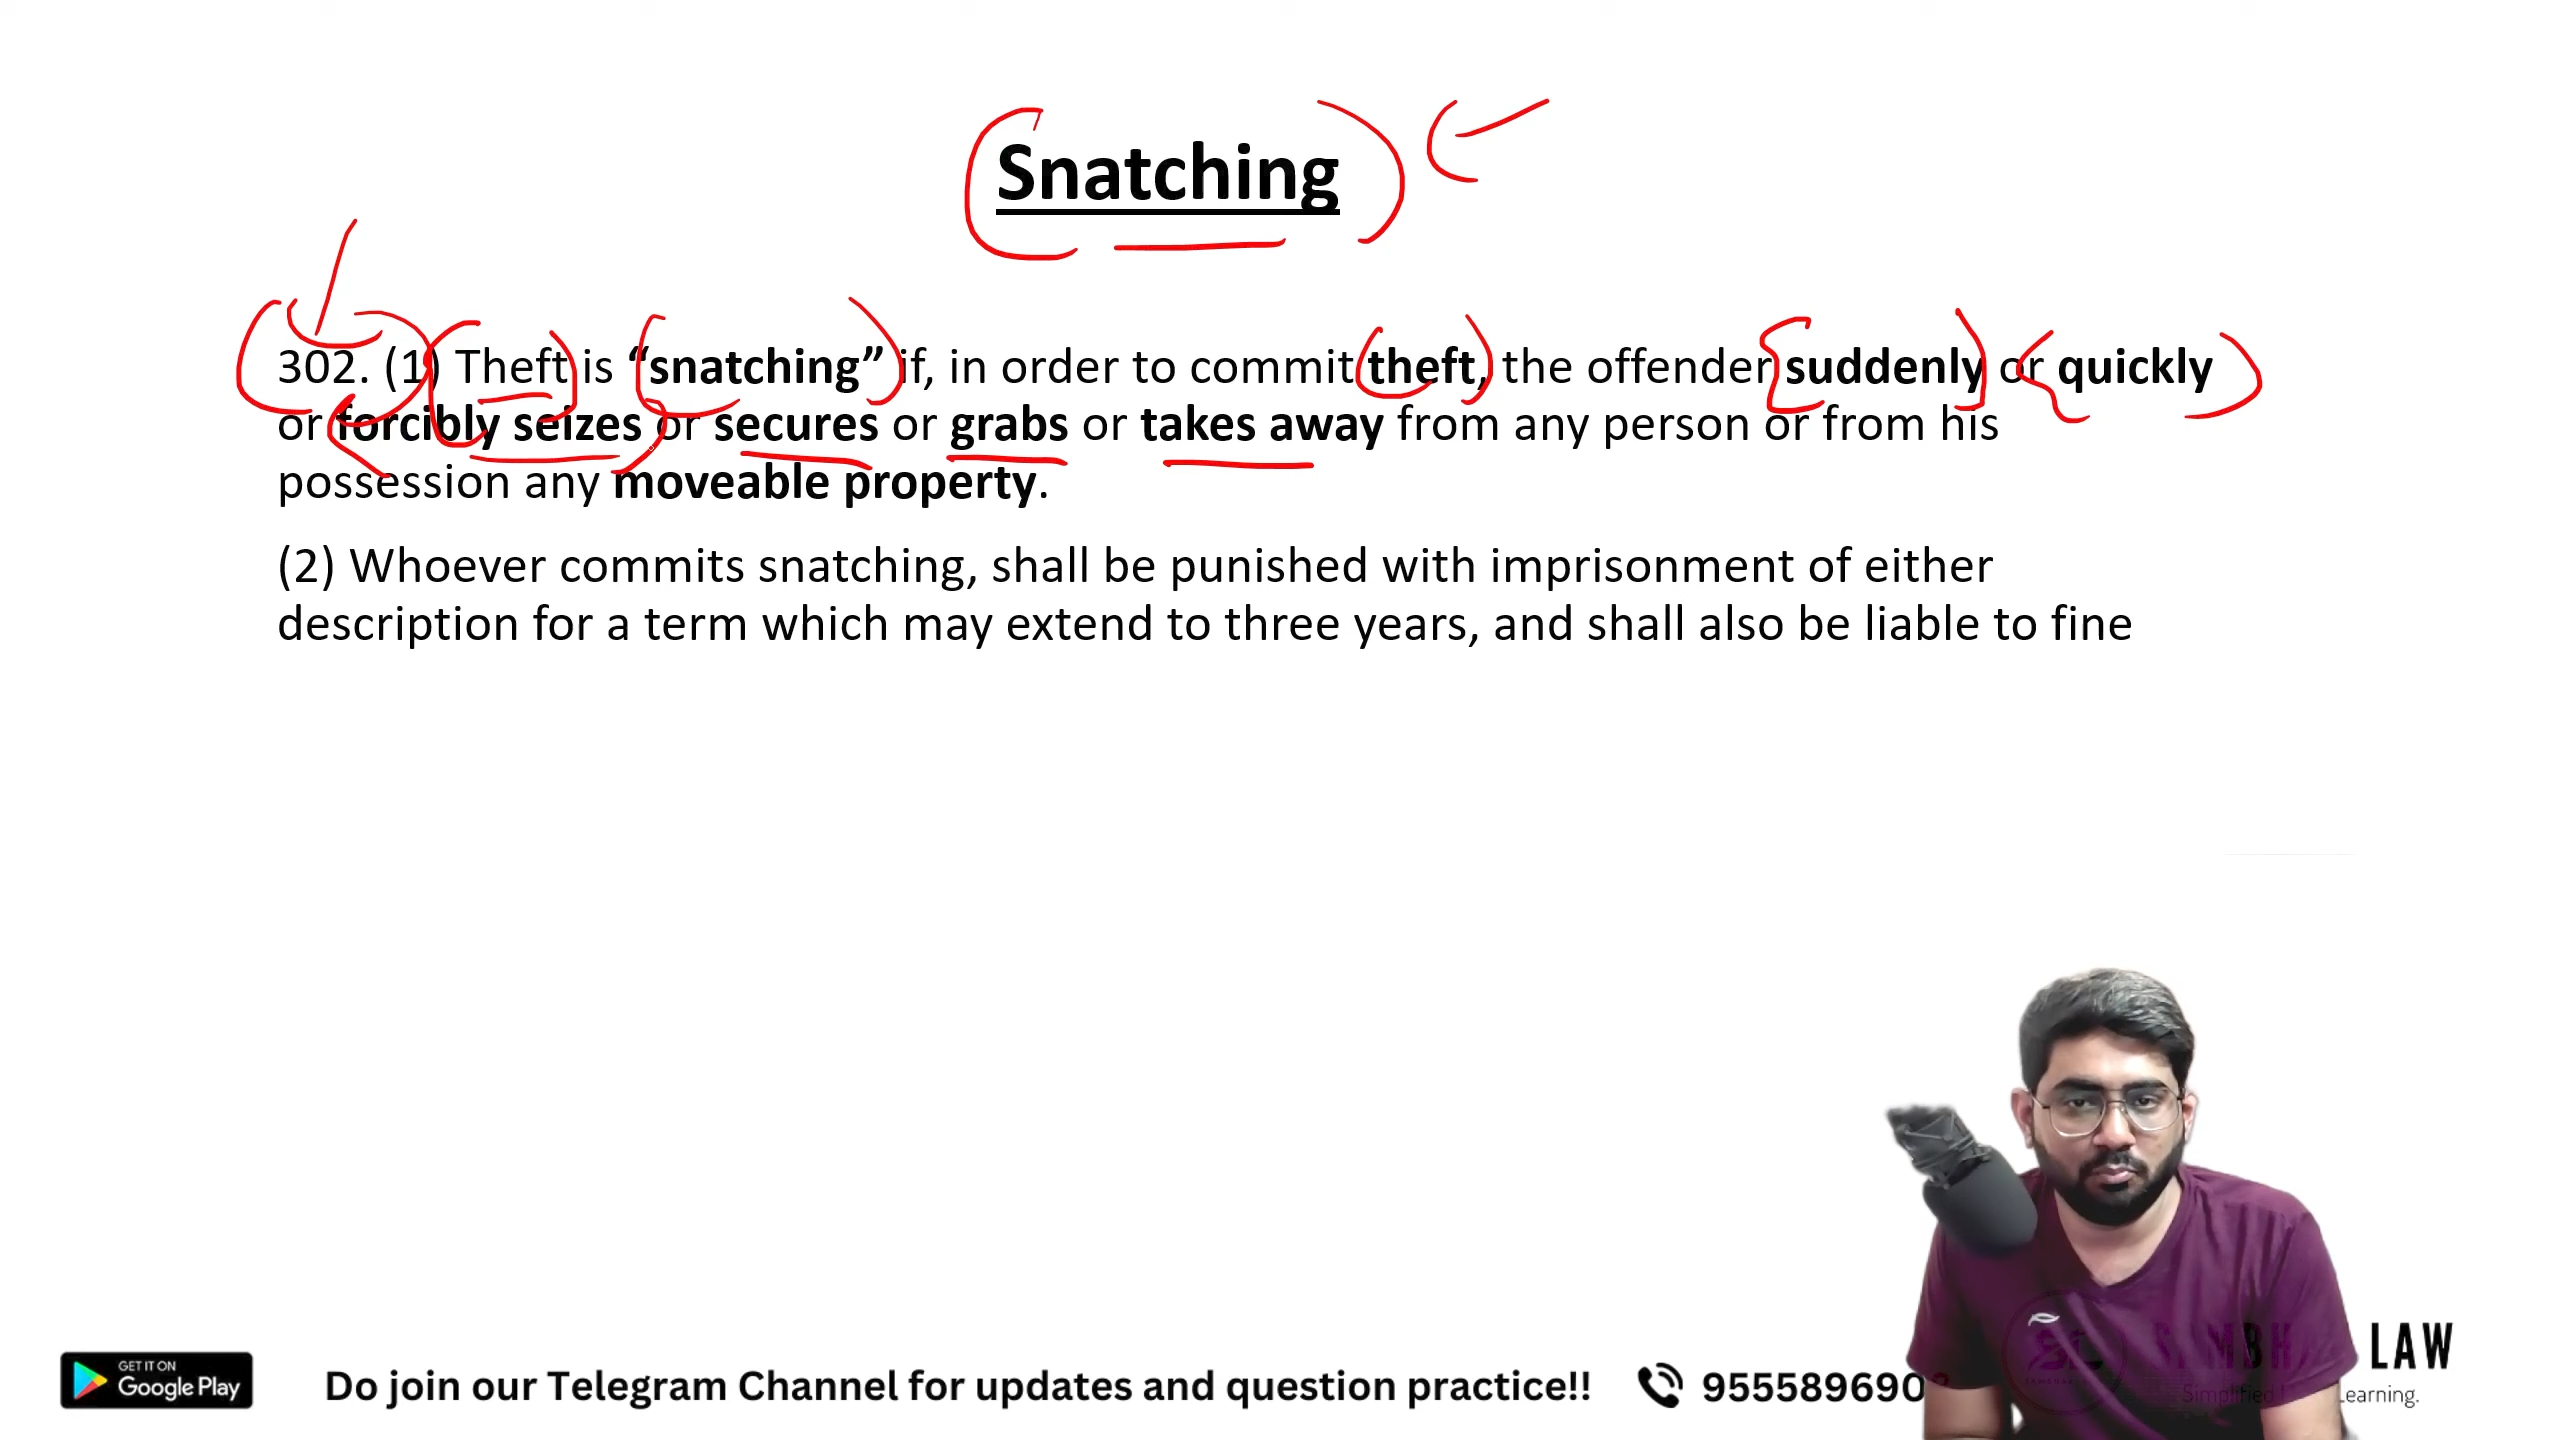 Snatching
302. (1) Theft is “snatching” if, in order to commit theft, the offender suddenly or quickly
or forcibly seizes or secures or grabs or takes away from any person or from his
possession any moveable property.
(2) Whoever commits snatching, shall be punished with imprisonment of either
description for a term which may extend to three years, and shall also be liable to fine
GET IT ON
Google Play
Do join our Telegram Channel for updates and question practice!!
955589690
LAW
Simplified
Learning.